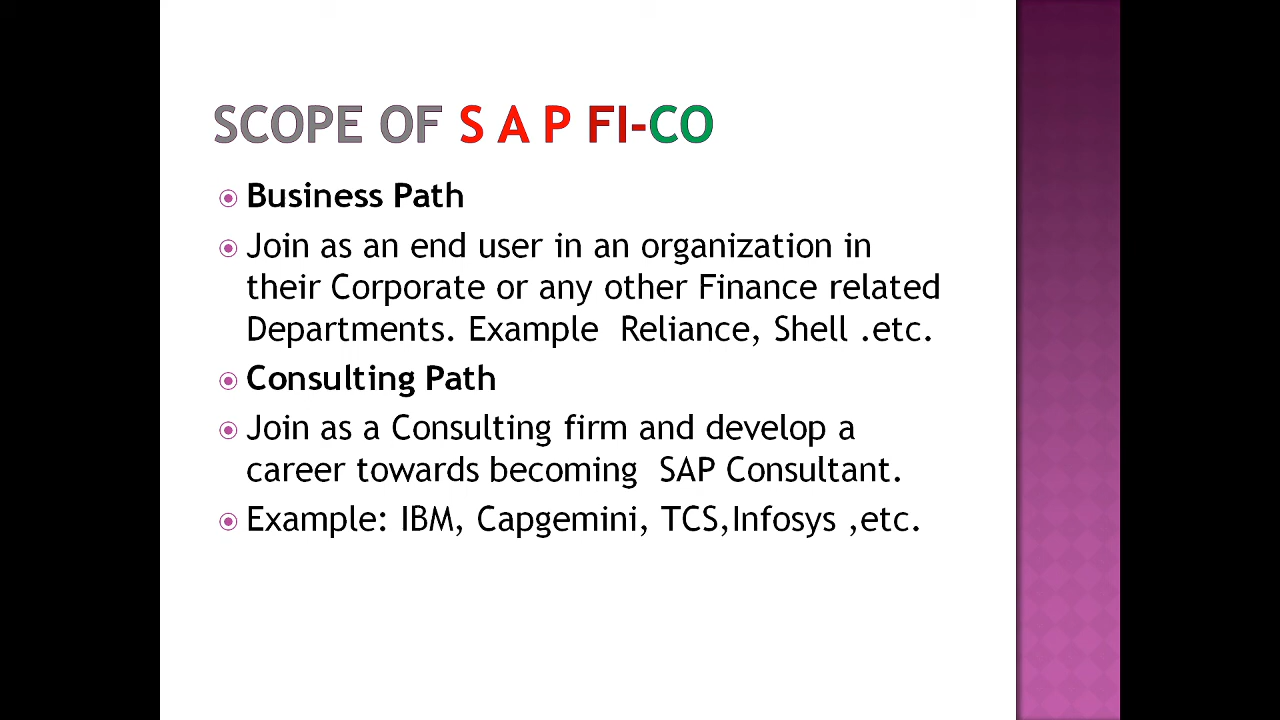 SCOPE OF S A P FI-CO
Business Path
Join as an end user in an organization in
their Corporate or any other Finance related
Departments. Example  Reliance, Shell .etc.
Consulting Path
Join as a Consulting firm and develop a
career towards becoming  SAP Consultant.
Example: IBM, Capgemini, TCS,Infosys ,etc.